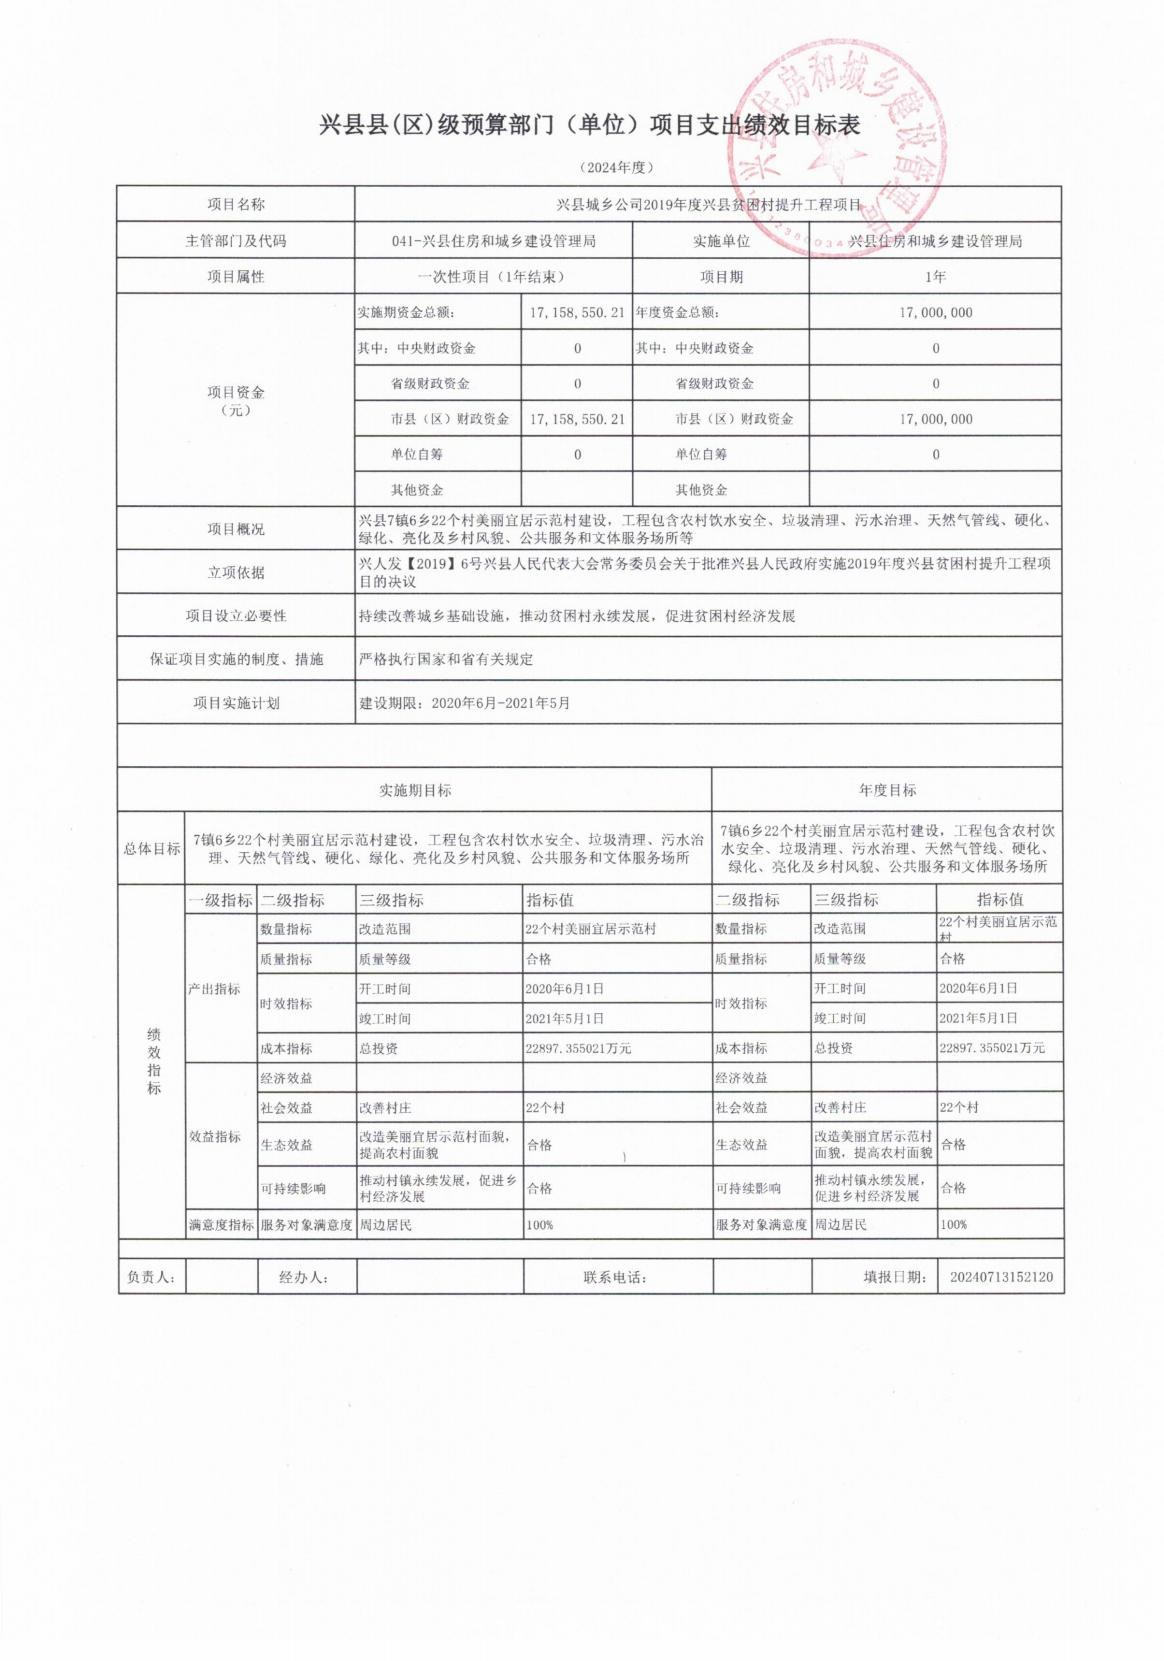 兴县县(区)级预算部门（单位）项目支出绩效目标表
（2024年度）
项目名称 兴县城乡公司2019年度兴县贫困村提升工程项目
主管部门及代码 041-兴县住房和城乡建设管理局 实施单位 兴县住房和城乡建设管理局
项目属性 一次性项目（1年结束） 项目期 1年
项目资金
（元）
实施期资金总额： 17,158,550.21 年度资金总额： 17,000,000
其中：中央财政资金 0 其中：中央财政资金 0
省级财政资金 0 省级财政资金 0
市县（区）财政资金 17,158,550.21 市县（区）财政资金 17,000,000
单位自筹 0 单位自筹 0
其他资金 其他资金
项目概况 兴县7镇6乡22个村美丽宜居示范村建设，工程包含农村饮水安全、垃圾清理、污水治理、天然气管线、硬化、
绿化、亮化及乡村风貌、公共服务和文体服务场所等
立项依据 兴人发【2019】6号兴县人民代表大会常务委员会关于批准兴县人民政府实施2019年度兴县贫困村提升工程项
目的决议
项目设立必要性 持续改善城乡基础设施，推动贫困村永续发展，促进贫困村经济发展
保证项目实施的制度、措施 严格执行国家和省有关规定
项目实施计划 建设期限：2020年6月-2021年5月
实施期目标 年度目标
总体目标
7镇6乡22个村美丽宜居示范村建设，工程包含农村饮水安全、垃圾清理、污水治
理、天然气管线、硬化、绿化、亮化及乡村风貌、公共服务和文体服务场所
7镇6乡22个村美丽宜居示范村建设，工程包含农村饮
水安全、垃圾清理、污水治理、天然气管线、硬化、
绿化、亮化及乡村风貌、公共服务和文体服务场所
绩
效
指
标
一级指标 二级指标 三级指标 指标值 二级指标 三级指标 指标值
产出指标
数量指标 改造范围 22个村美丽宜居示范村 数量指标 改造范围 22个村美丽宜居示范
村
质量指标 质量等级 合格 质量指标 质量等级 合格
时效指标 开工时间 2020年6月1日 时效指标 开工时间 2020年6月1日
竣工时间 2021年5月1日 竣工时间 2021年5月1日
成本指标 总投资 22897.355021万元 成本指标 总投资 22897.355021万元
效益指标
经济效益 经济效益
社会效益 改善村庄 22个村 社会效益 改善村庄 22个村
生态效益 改造美丽宜居示范村面貌，
提高农村面貌 合格 生态效益 改造美丽宜居示范村
面貌，提高农村面貌 合格
可持续影响 推动村镇永续发展，促进乡
村经济发展 合格 可持续影响 推动村镇永续发展，
促进乡村经济发展 合格
满意度指标 服务对象满意度 周边居民 100% 服务对象满意度 周边居民 100%
负责人： 经办人： 联系电话： 填报日期： 20240713152120
兴县住房和城乡建设管理局